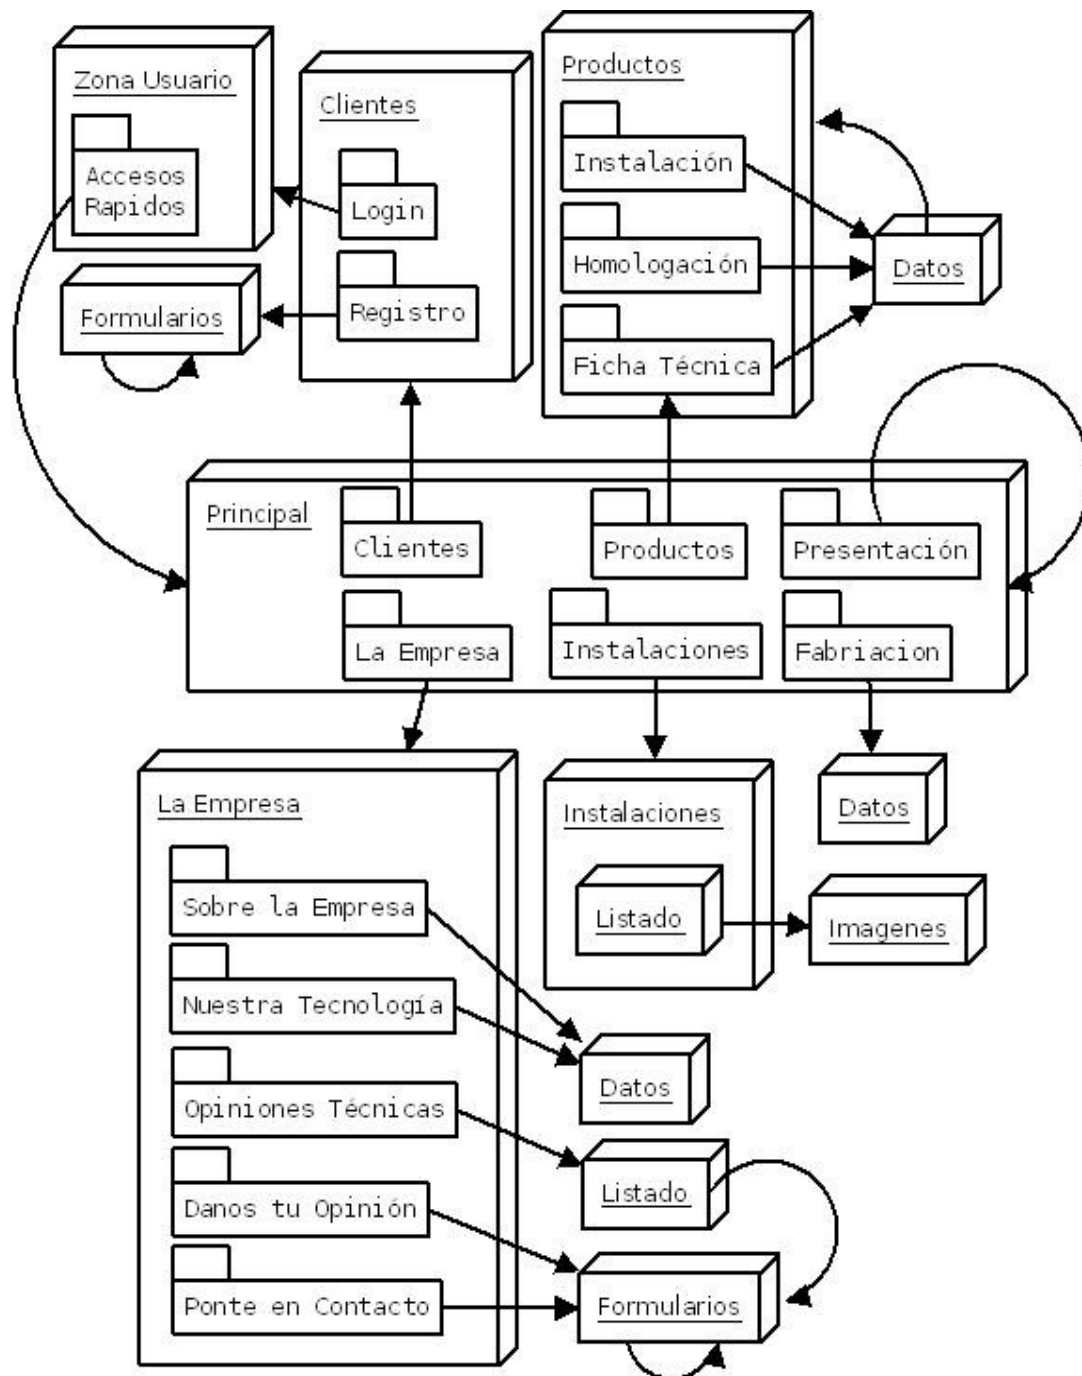 Zona Usuario
Accesos
Rapidos
Formularios
Clientes
Login
Registro
Productos
Instalación
Homologación
Ficha Técnica
Datos
Principal
Clientes
Productos
Presentación
La Empresa
Instalaciones
Fabriacion
La Empresa
Sobre la Empresa
Nuestra Tecnología
Opiniones Técnicas
Danos tu Opinión
Ponte en Contacto
Instalaciones
Listado
Datos
Imagenes
Datos
Listado
Formularios